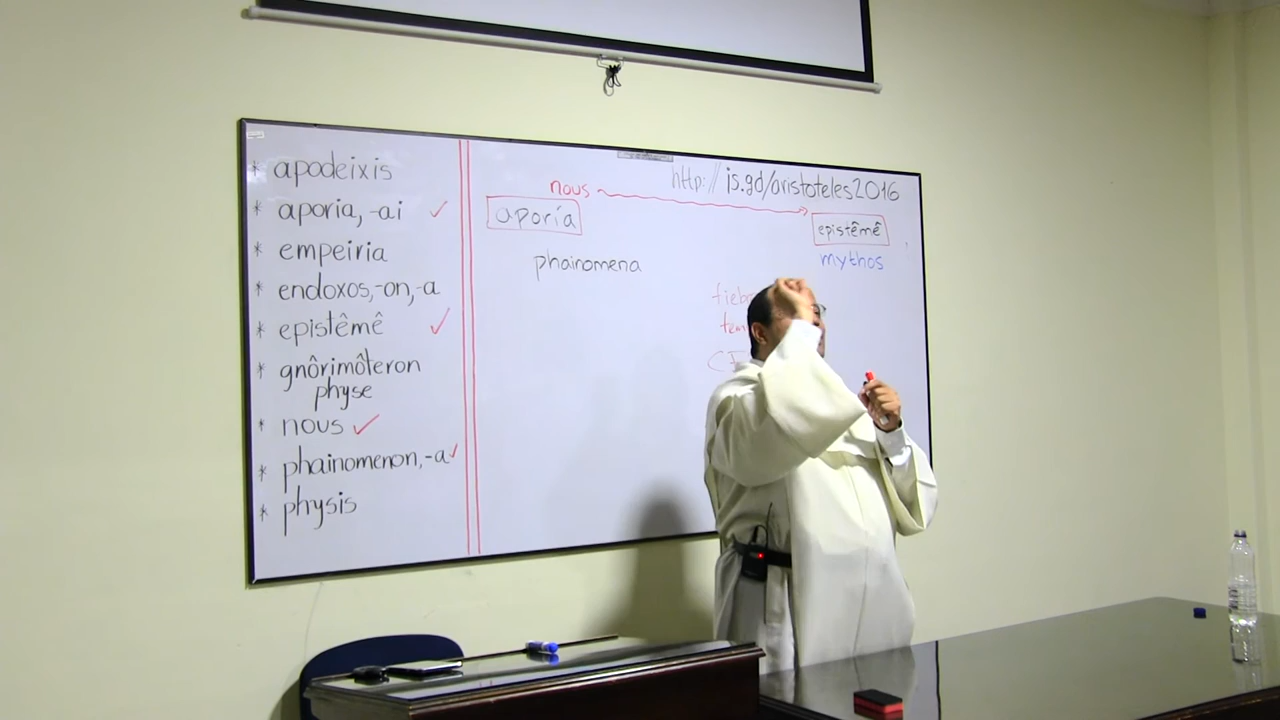 * apodeixis
* aporia, -ai ✓
* empeiria
* endoxos,-on,-a
* epistêmê ✓
* gnôrimôteron
physe
* nous ✓
* phainomenon,-a ✓
* physis
http://is.gd/aristoteles2016
nous
aporía
epistêmê
phainomena
mythos